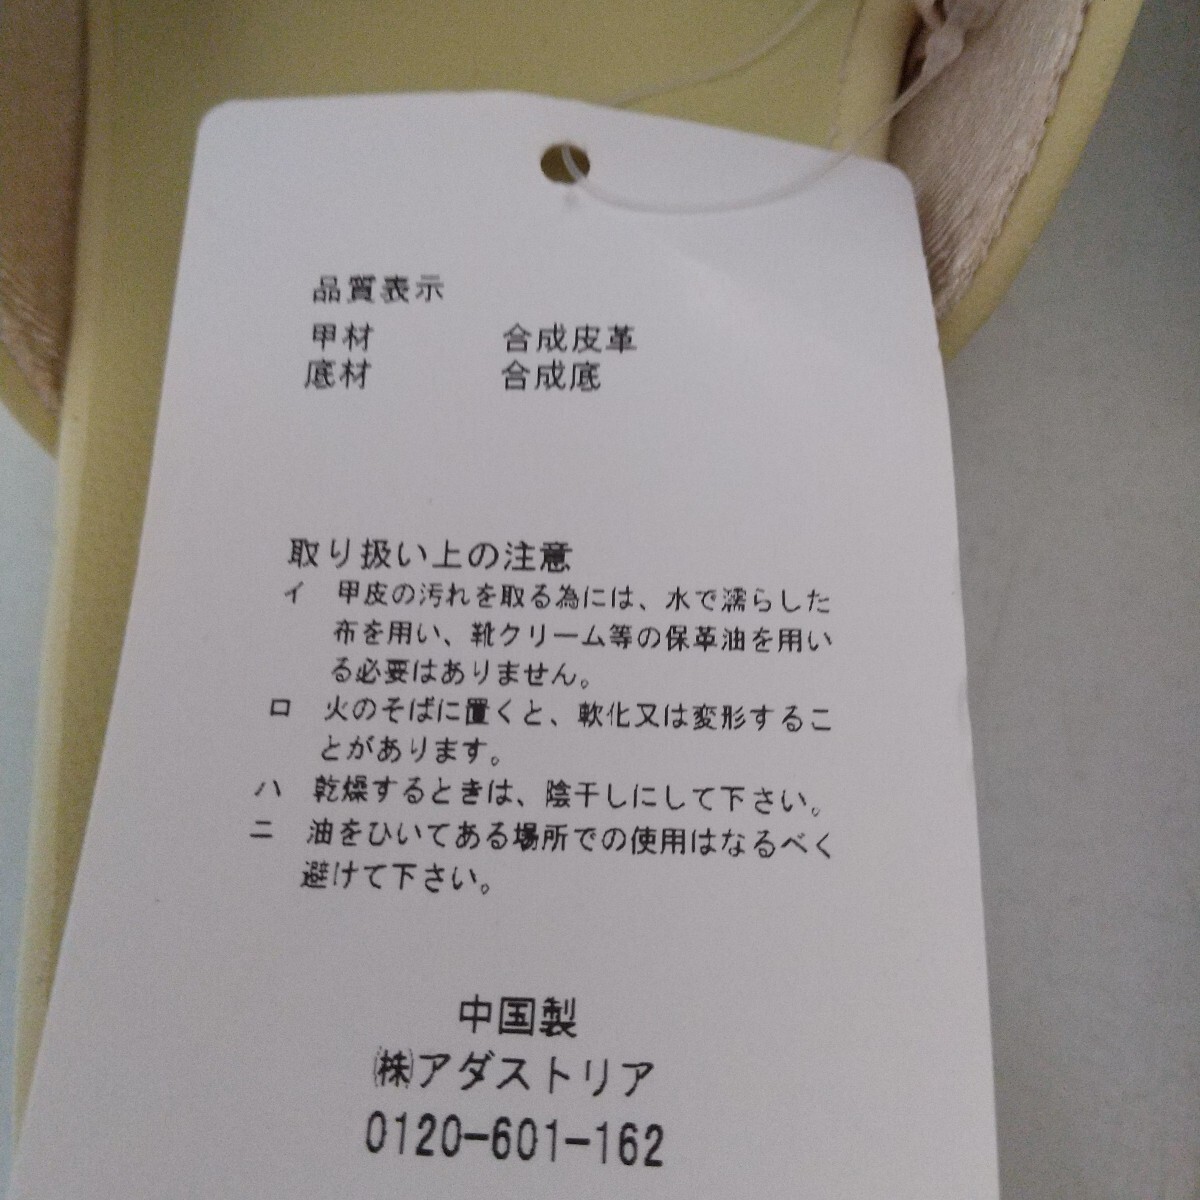 品質表示
甲材 合成皮革
底材 合成底
取り扱い上の注意
イ 甲皮の汚れを取る為には、水で濡らした
布を用い、靴クリーム等の保革油を用い
る必要はありません。
ロ 火のそばに置くと、軟化又は変形するこ
とがあります。
ハ 乾燥するときは、陰干しにして下さい。
ニ 油をひいてある場所での使用はなるべく
避けて下さい。
中国製
㈱アダストリア
0120-601-162